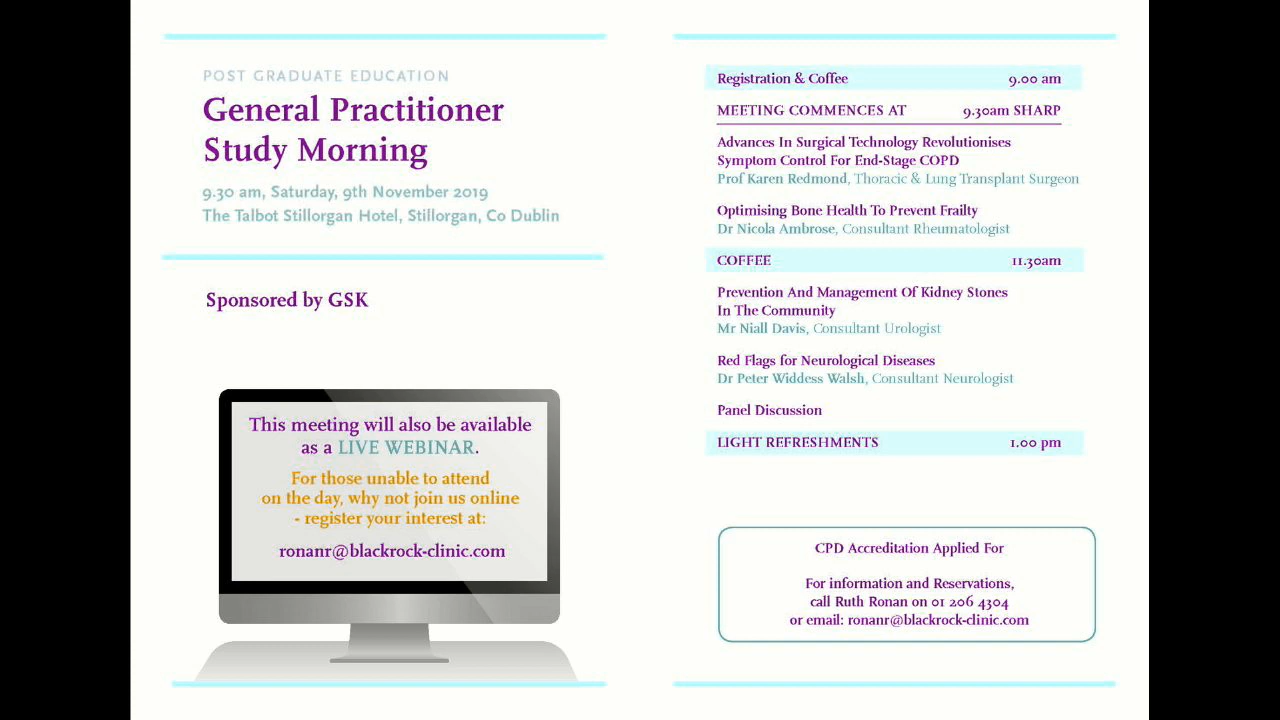 POST GRADUATE EDUCATION
General Practitioner
Study Morning
9.30 am, Saturday, 9th November 2019
The Talbot Stillorgan Hotel, Stillorgan, Co Dublin
Sponsored by GSK
This meeting will also be available
as a LIVE WEBINAR.
For those unable to attend
on the day, why not join us online
- register your interest at:
ronanr@blackrock-clinic.com
Registration & Coffee 9.00 am
MEETING COMMENCES AT 9.30am SHARP
Advances In Surgical Technology Revolutionises
Symptom Control For End-Stage COPD
Prof Karen Redmond, Thoracic & Lung Transplant Surgeon
Optimising Bone Health To Prevent Frailty
Dr Nicola Ambrose, Consultant Rheumatologist
COFFEE 11.30am
Prevention And Management Of Kidney Stones
In The Community
Mr Niall Davis, Consultant Urologist
Red Flags for Neurological Diseases
Dr Peter Widdess Walsh, Consultant Neurologist
Panel Discussion
LIGHT REFRESHMENTS 1.00 pm
CPD Accreditation Applied For
For information and Reservations,
call Ruth Ronan on 01 206 4304
or email: ronanr@blackrock-clinic.com